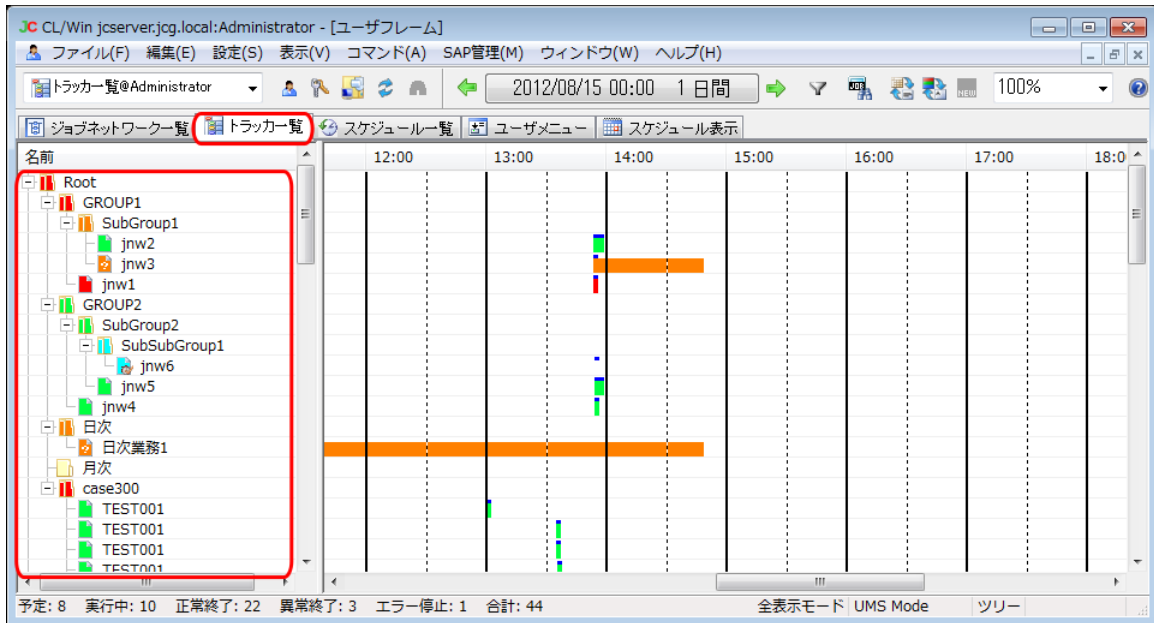 JC CL/Win jcserver.jcg.local:Administrator - [ユーザフレーム]
ファイル(F) 編集(E) 設定(S) 表示(V) コマンド(A) SAP管理(M) ウィンドウ(W) ヘルプ(H)
トラッカ一覧@Administrator 2012/08/15 00:00 1 日間 NEW 100%
ジョブネットワーク一覧 トラッカ一覧 スケジュール一覧 ユーザメニュー スケジュール表示
名前 12:00 13:00 14:00 15:00 16:00 17:00 18:0
Root
GROUP1
SubGroup1
jnw2
jnw3
jnw1
GROUP2
SubGroup2
SubSubGroup1
jnw6
jnw5
jnw4
日次
日次業務1
月次
case300
TEST001
TEST001
TEST001
TEST001
予定: 8 実行中: 10 正常終了: 22 異常終了: 3 エラー停止: 1 合計: 44 全表示モード UMS Mode ツリー